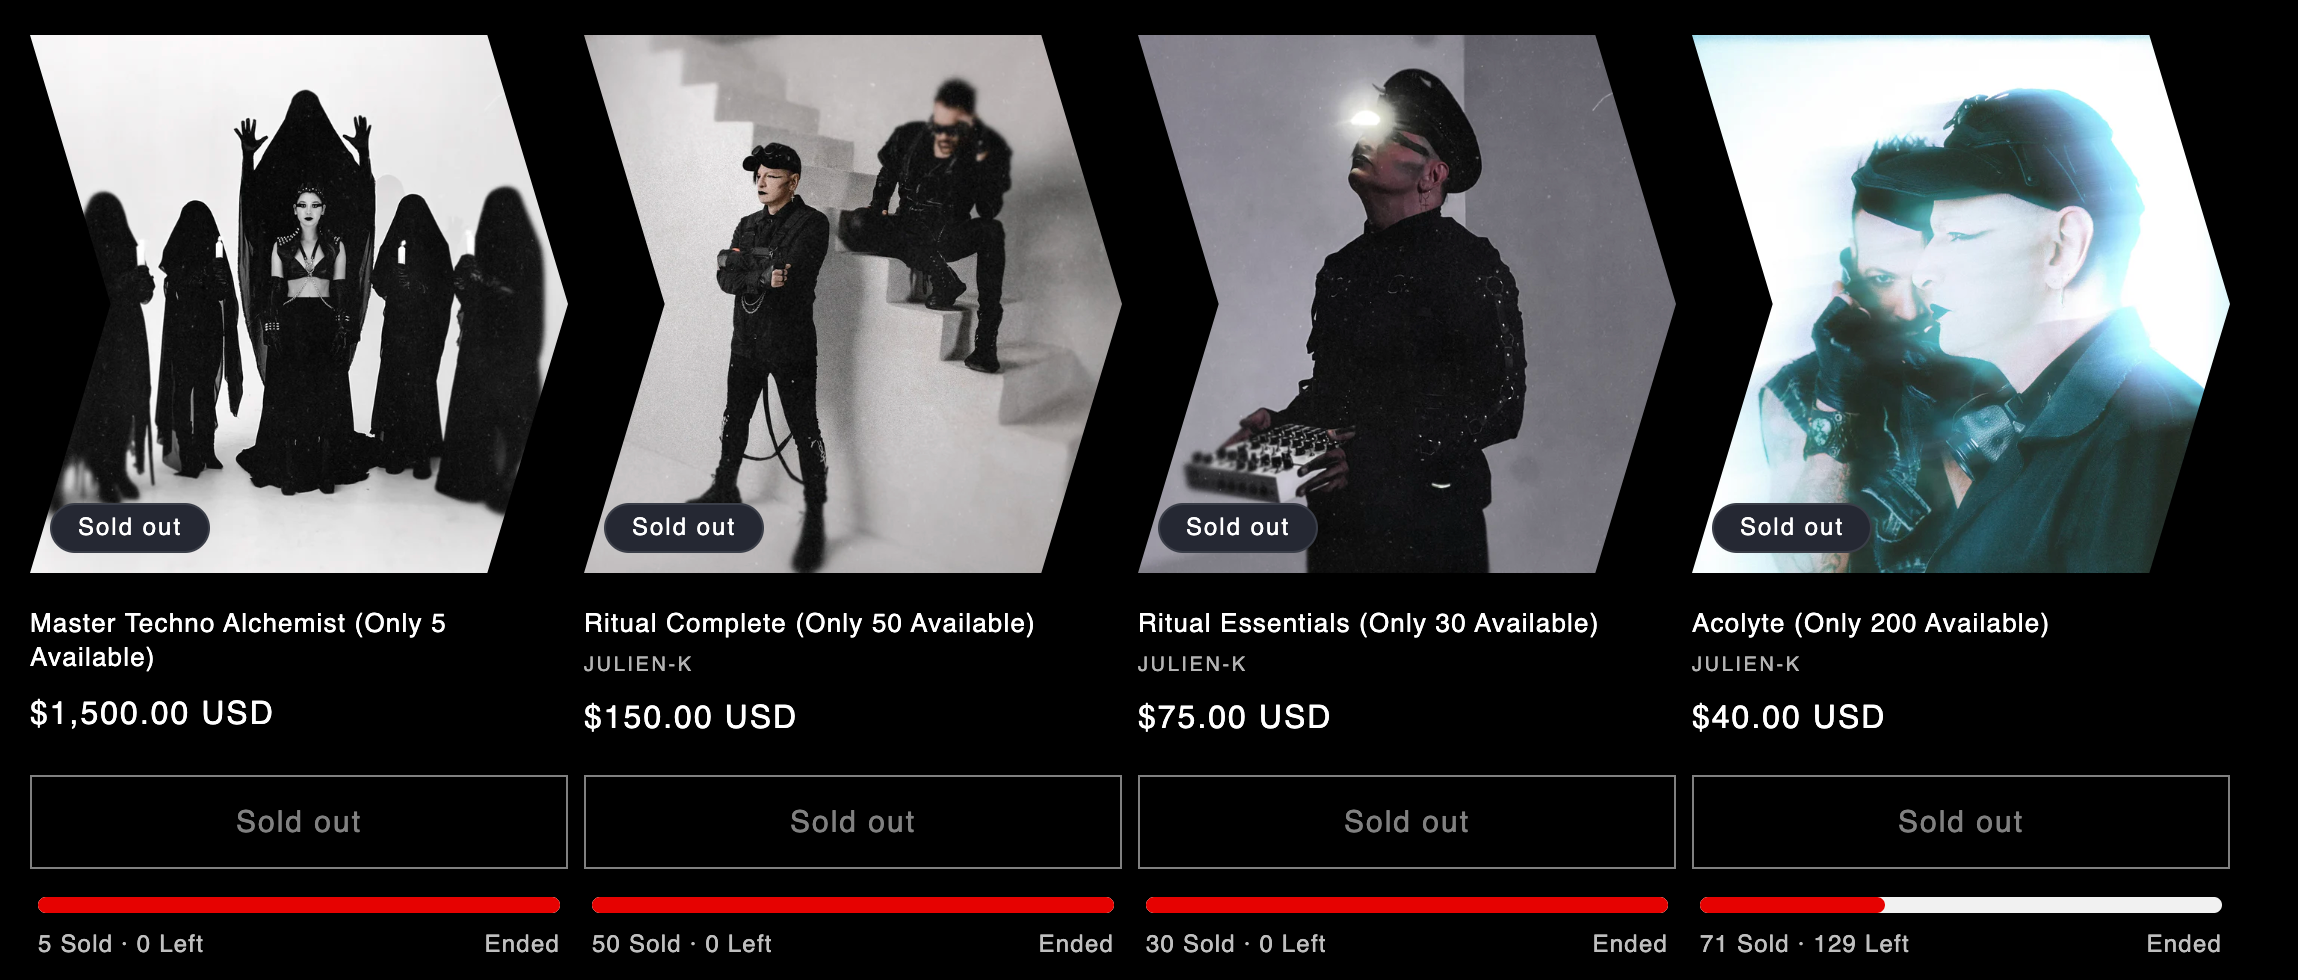 Sold out
Sold out
Sold out
Sold out
Master Techno Alchemist (Only 5
Available)
$1,500.00 USD
Ritual Complete (Only 50 Available)
JULIEN-K
$150.00 USD
Ritual Essentials (Only 30 Available)
JULIEN-K
$75.00 USD
Acolyte (Only 200 Available)
JULIEN-K
$40.00 USD
Sold out
Sold out
Sold out
Sold out
5 Sold · 0 Left
Ended
50 Sold · 0 Left
Ended
30 Sold · 0 Left
Ended
71 Sold · 129 Left
Ended